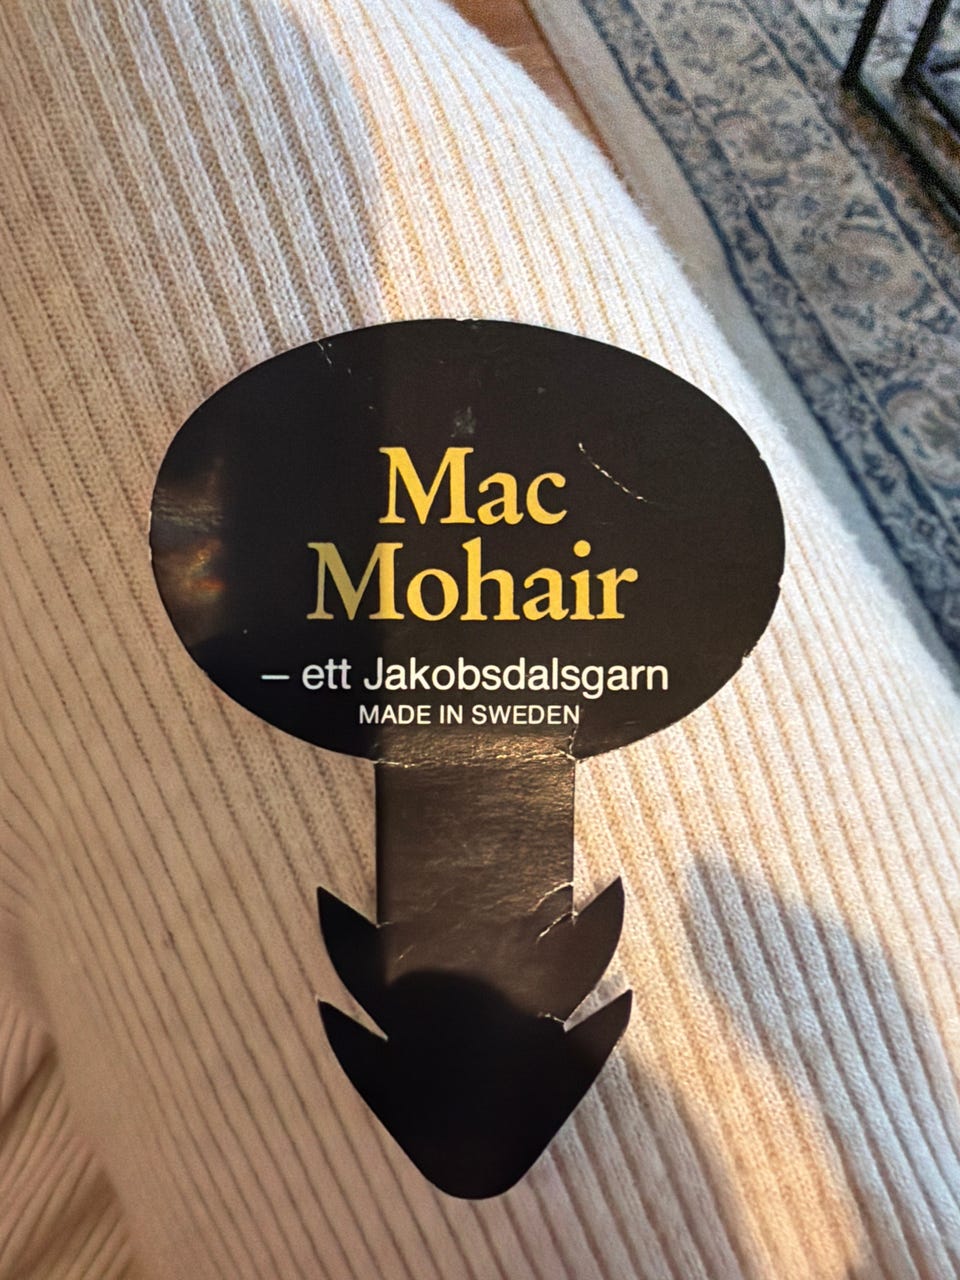 Mac
Mohair
– ett Jakobsdalsgarn
MADE IN SWEDEN